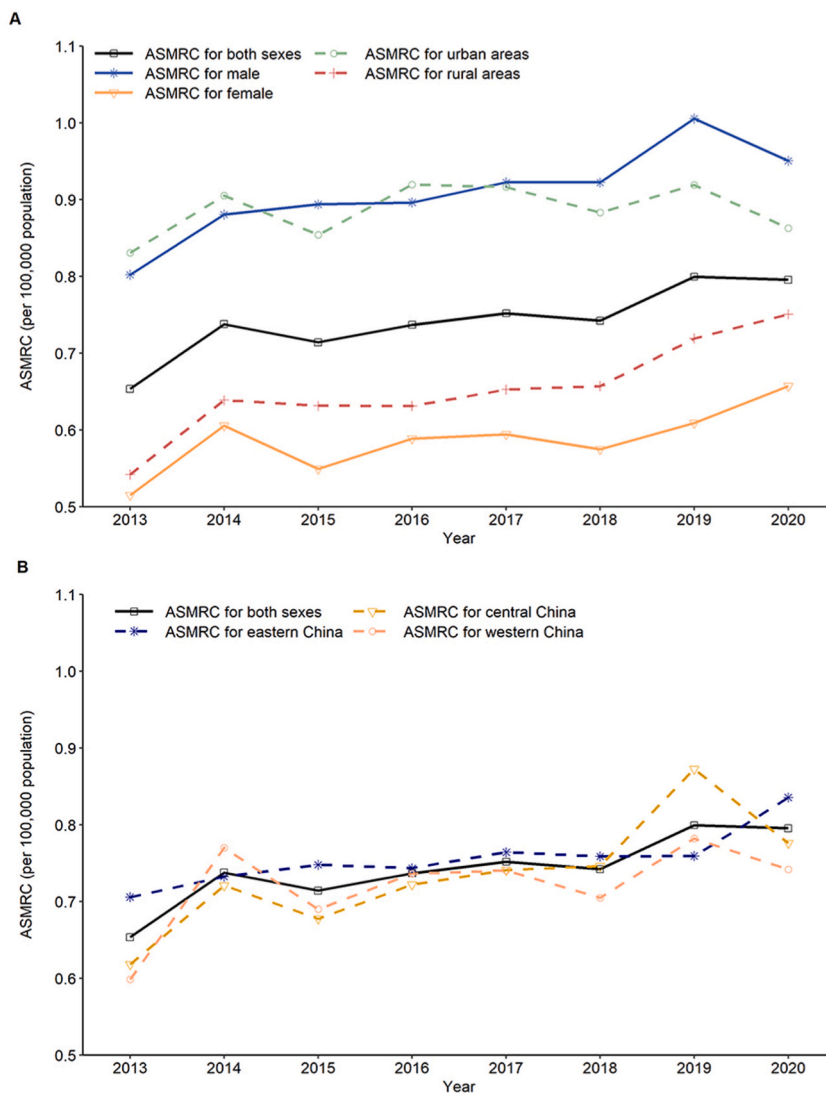 A
1.1
ASMRC for both sexes
ASMRC for urban areas
ASMRC for male
ASMRC for rural areas
ASMRC for female
1.0
0.9
0.8
0.7
0.6
0.5
ASMRC (per 100,000 population)
2013 2014 2015 2016 2017 2018 2019 2020
Year
B
1.1
ASMRC for both sexes
ASMRC for central China
ASMRC for eastern China
ASMRC for western China
1.0
0.9
0.8
0.7
0.6
0.5
ASMRC (per 100,000 population)
2013 2014 2015 2016 2017 2018 2019 2020
Year